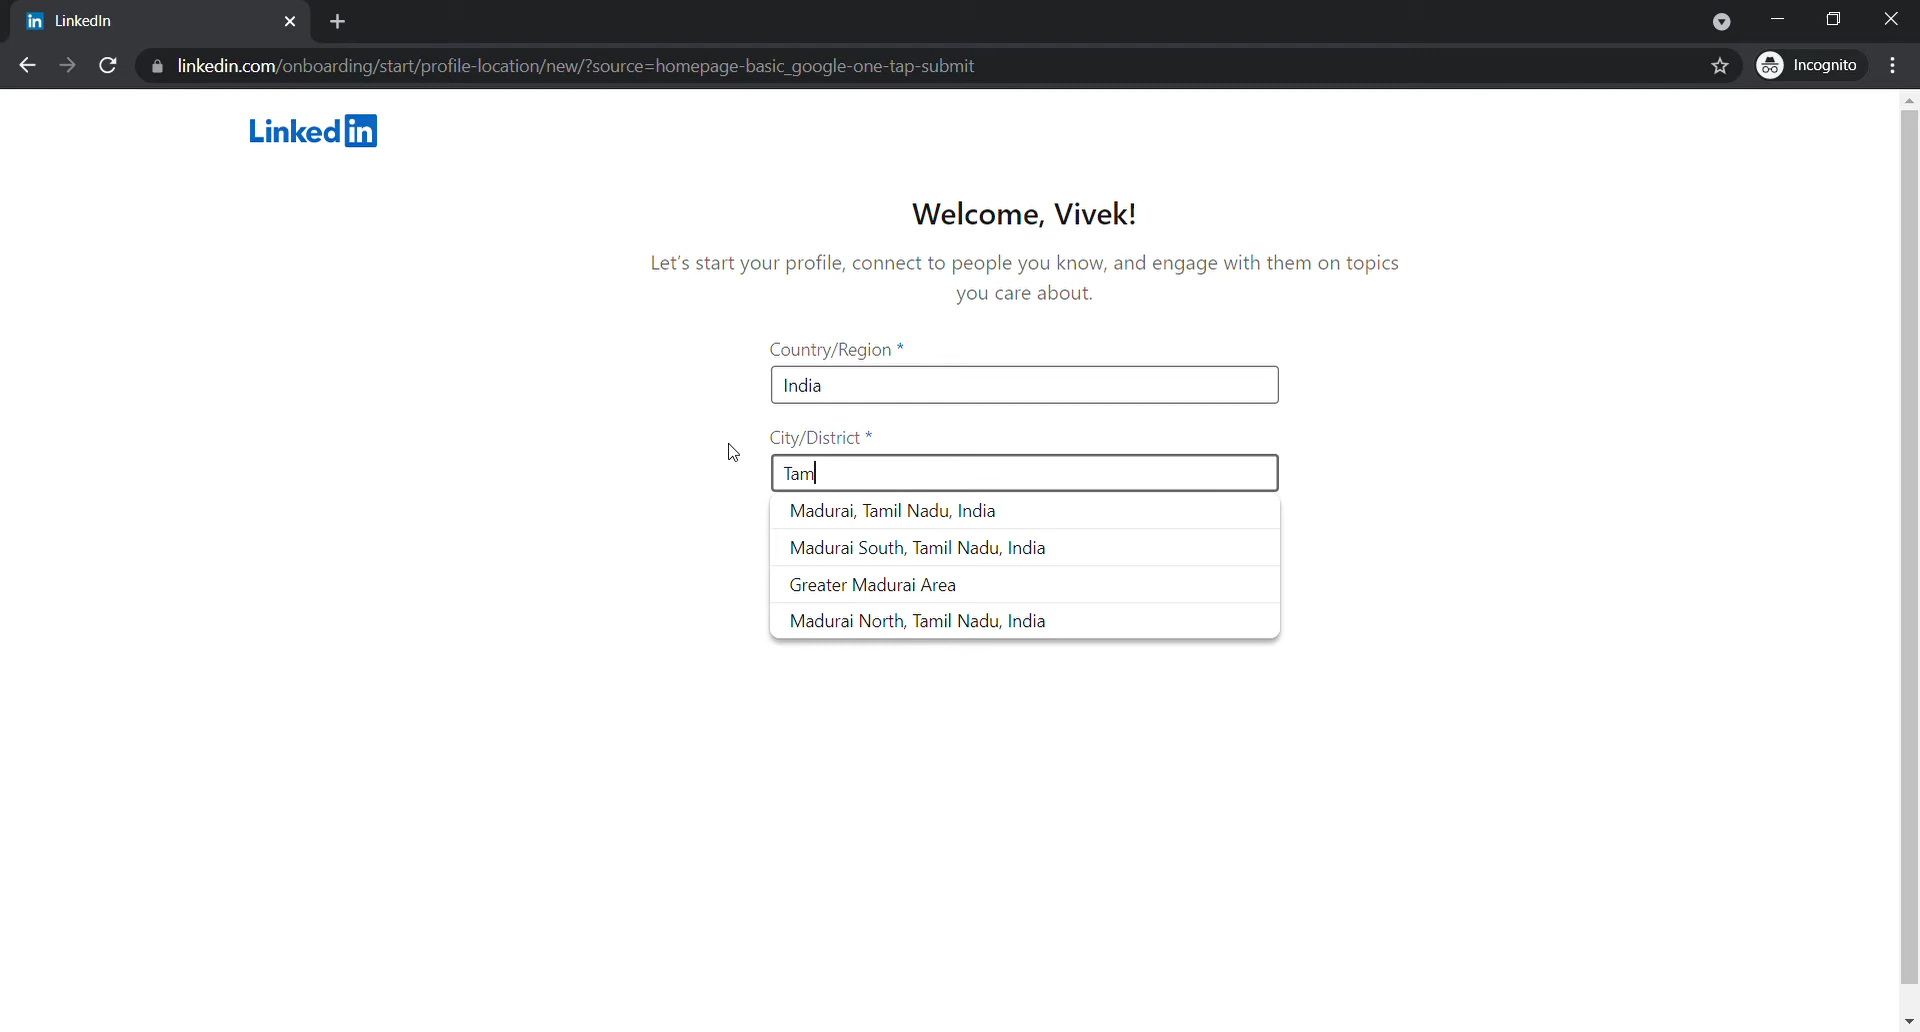 LinkedIn
linkedin.com/onboarding/start/profile-location/new/?source=homepage-basic_google-one-tap-submit
Incognito
Linked in
Welcome, Vivek!
Let's start your profile, connect to people you know, and engage with them on topics
you care about.
Country/Region *
India
City/District *
Tam
Madurai, Tamil Nadu, India
Madurai South, Tamil Nadu, India
Greater Madurai Area
Madurai North, Tamil Nadu, India